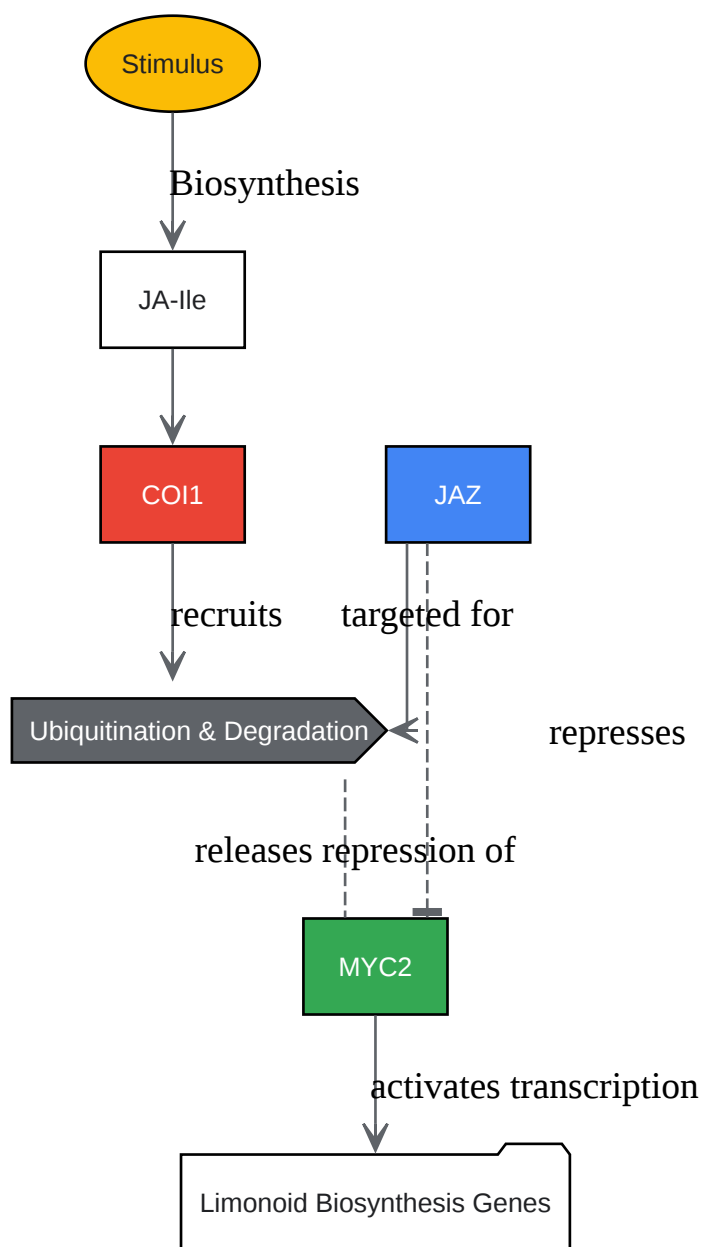 Stimulus
Biosynthesis
JA-Ile
COI1
JAZ
recruits
targeted for
Ubiquitination & Degradation
represses
releases repression of
MYC2
activates transcription
Limonoid Biosynthesis Genes